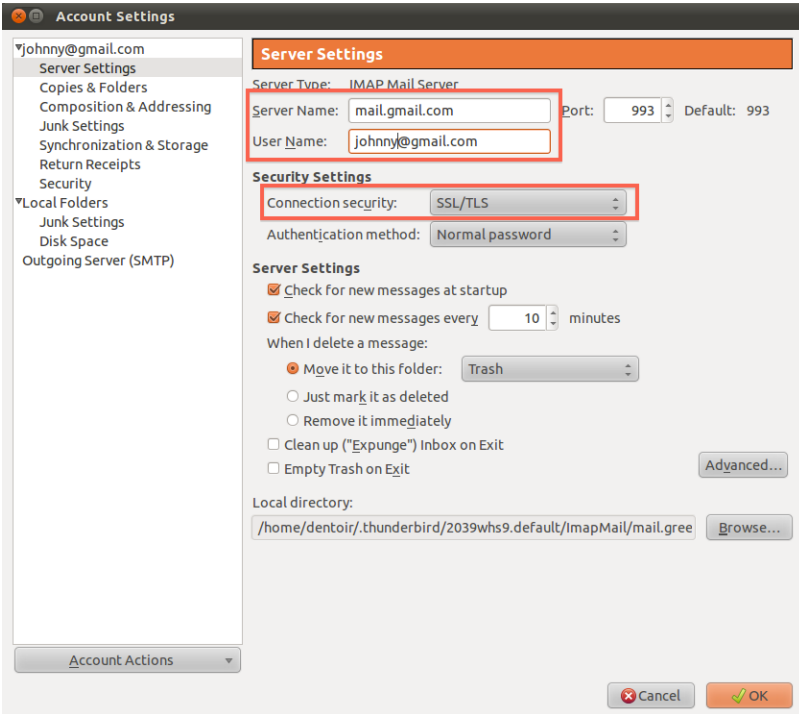 Account Settings
johnny@gmail.com
Server Settings
Copies & Folders
Composition & Addressing
Junk Settings
Synchronization & Storage
Return Receipts
Security
Local Folders
Junk Settings
Disk Space
Outgoing Server (SMTP)
Account Actions
Server Settings
Server Type: IMAP Mail Server
Server Name: mail.gmail.com Port: 993 Default: 993
User Name: johnny@gmail.com
Security Settings
Connection security: SSL/TLS
Authentication method: Normal password
Server Settings
Check for new messages at startup
Check for new messages every 10 minutes
When I delete a message:
Move it to this folder: Trash
Just mark it as deleted
Remove it immediately
Clean up ("Expunge") Inbox on Exit
Empty Trash on Exit
Advanced...
Local directory:
/home/dentoir/.thunderbird/2039whs9.default/ImapMail/mail.gree Browse...
Cancel OK